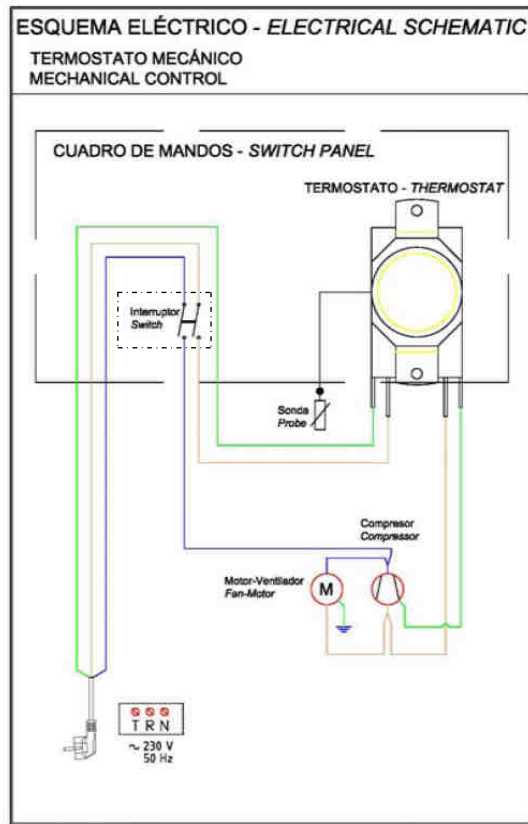 ESQUEMA ELÉCTRICO - ELECTRICAL SCHEMATIC
TERMOSTATO MECÁNICO
MECHANICAL CONTROL
CUADRO DE MANDOS - SWITCH PANEL
TERMOSTATO - THERMOSTAT
Interruptor
Switch
Sonda
Probe
Compresor
Compressor
Motor-Ventilador
Fan-Motor
M
T R N
~ 230 V
50 Hz